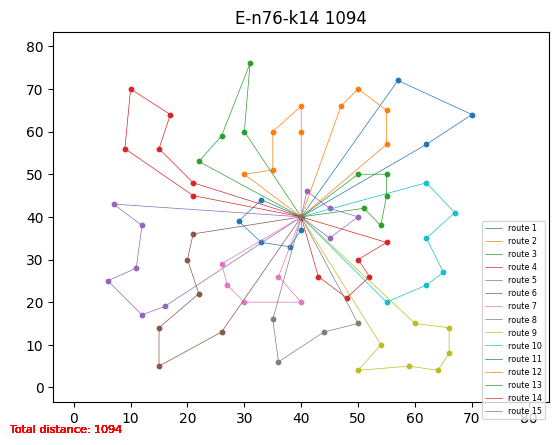 E-n76-k14 1094
80
70
60
50
40
30
20
10
0
route 1
route 2
route 3
route 4
route 5
route 6
route 7
route 8
route 9
route 10
route 11
route 12
route 13
route 14
route 15
0 10 20 30 40 50 60 70 80
Total distance: 1094